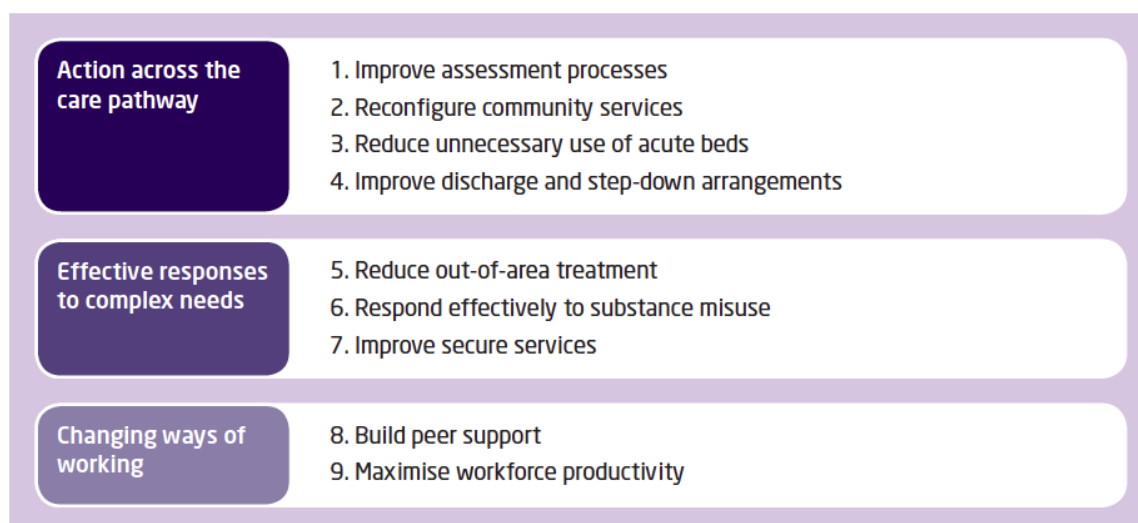 Action across the
care pathway
1. Improve assessment processes
2. Reconfigure community services
3. Reduce unnecessary use of acute beds
4. Improve discharge and step-down arrangements
Effective responses
to complex needs
5. Reduce out-of-area treatment
6. Respond effectively to substance misuse
7. Improve secure services
Changing ways of
working
8. Build peer support
9. Maximise workforce productivity